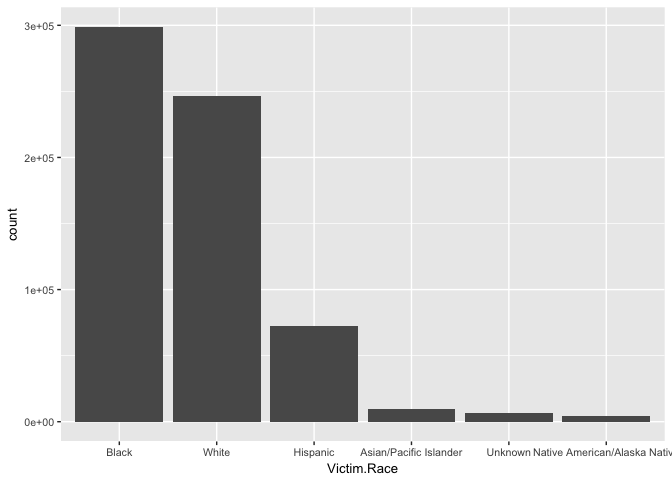 3e+05
2e+05
count
1e+05
0e+00
Black White Hispanic Asian/Pacific Islander Unknown Native American/Alaska Nativ
Victim.Race